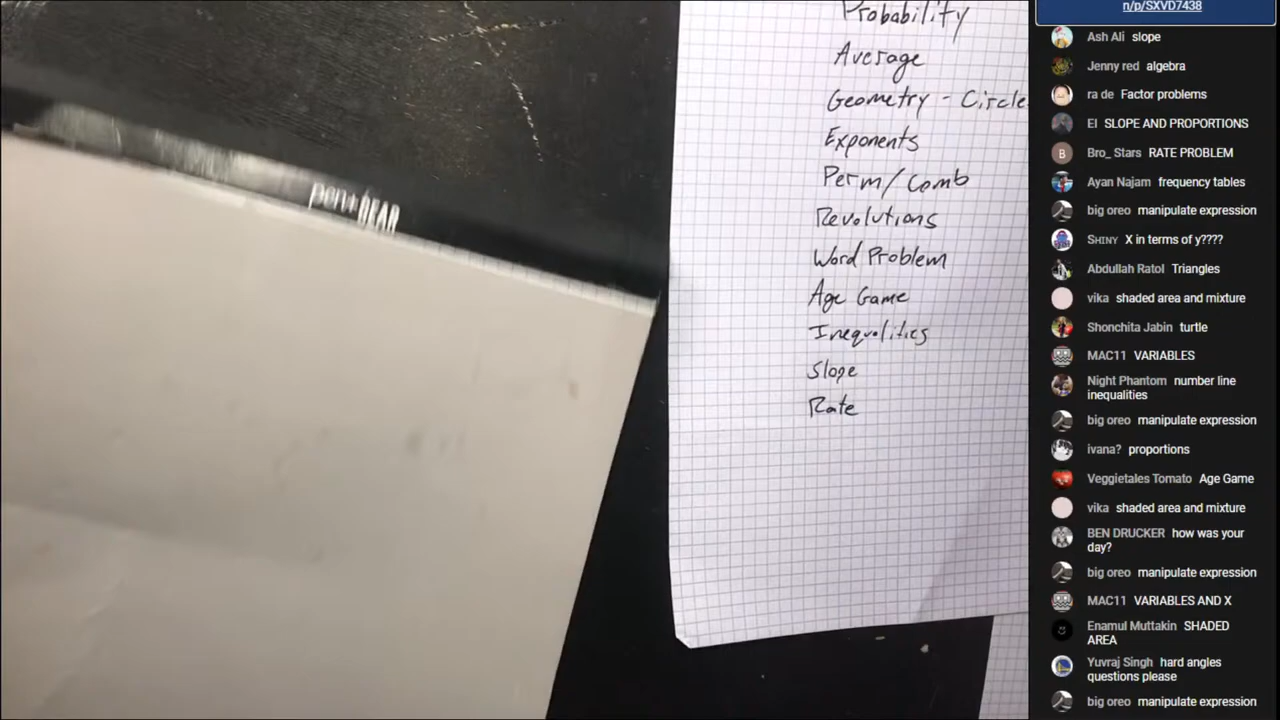 Probability
Average
Geometry - Circle
Exponents
Perm/Comb
Revolutions
Word Problem
Age Game
Inequalities
Slope
Rate
pen+GEAR
n/p/SXVD7438
Ash Ali slope
Jenny red algebra
ra de Factor problems
EI SLOPE AND PROPORTIONS
B Bro_ Stars RATE PROBLEM
Ayan Najam frequency tables
big oreo manipulate expression
SHINY X in terms of y????
Abdullah Ratol Triangles
vika shaded area and mixture
Shonchita Jabin turtle
MAC11 VARIABLES
Night Phantom number line
inequalities
big oreo manipulate expression
ivana? proportions
Veggietales Tomato Age Game
vika shaded area and mixture
BEN DRUCKER how was your
day?
big oreo manipulate expression
MAC11 VARIABLES AND X
Enamul Muttakin SHADED
AREA
Yuvraj Singh hard angles
questions please
big oreo manipulate expression